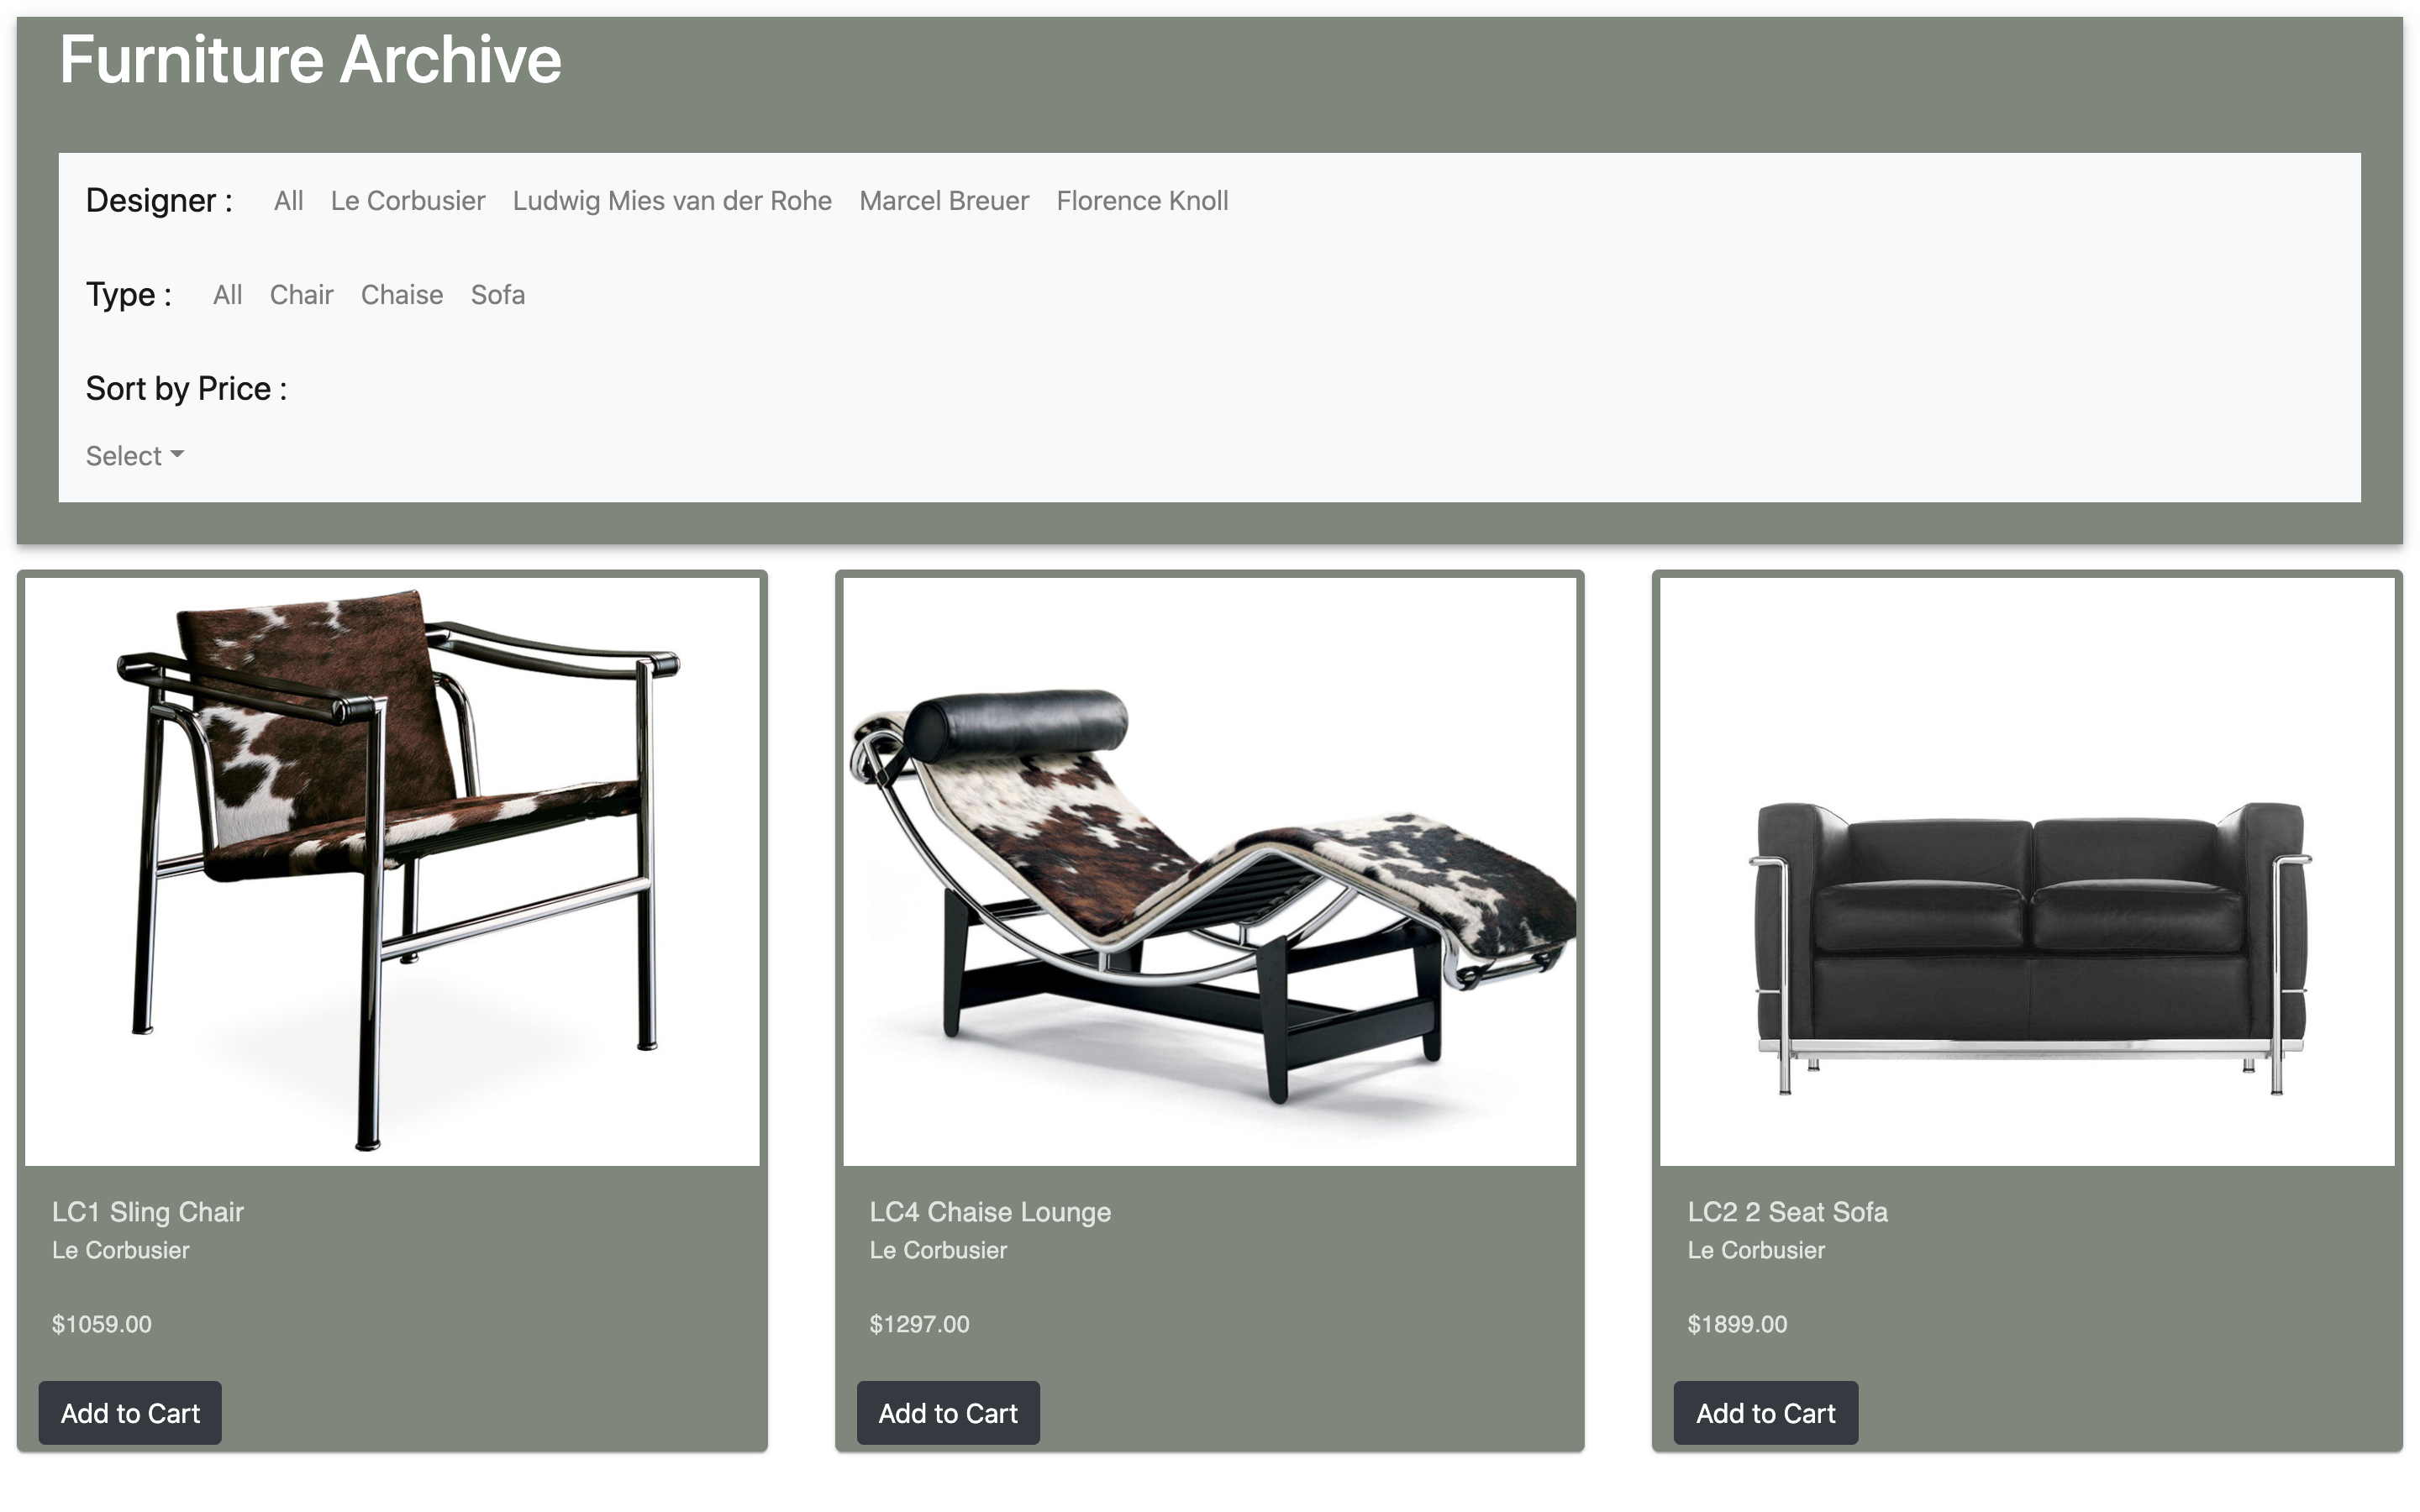 Furniture Archive
Designer : All Le Corbusier Ludwig Mies van der Rohe Marcel Breuer Florence Knoll
Type : All Chair Chaise Sofa
Sort by Price :
Select
LC1 Sling Chair
Le Corbusier
$1059.00
Add to Cart
LC4 Chaise Lounge
Le Corbusier
$1297.00
Add to Cart
LC2 2 Seat Sofa
Le Corbusier
$1899.00
Add to Cart